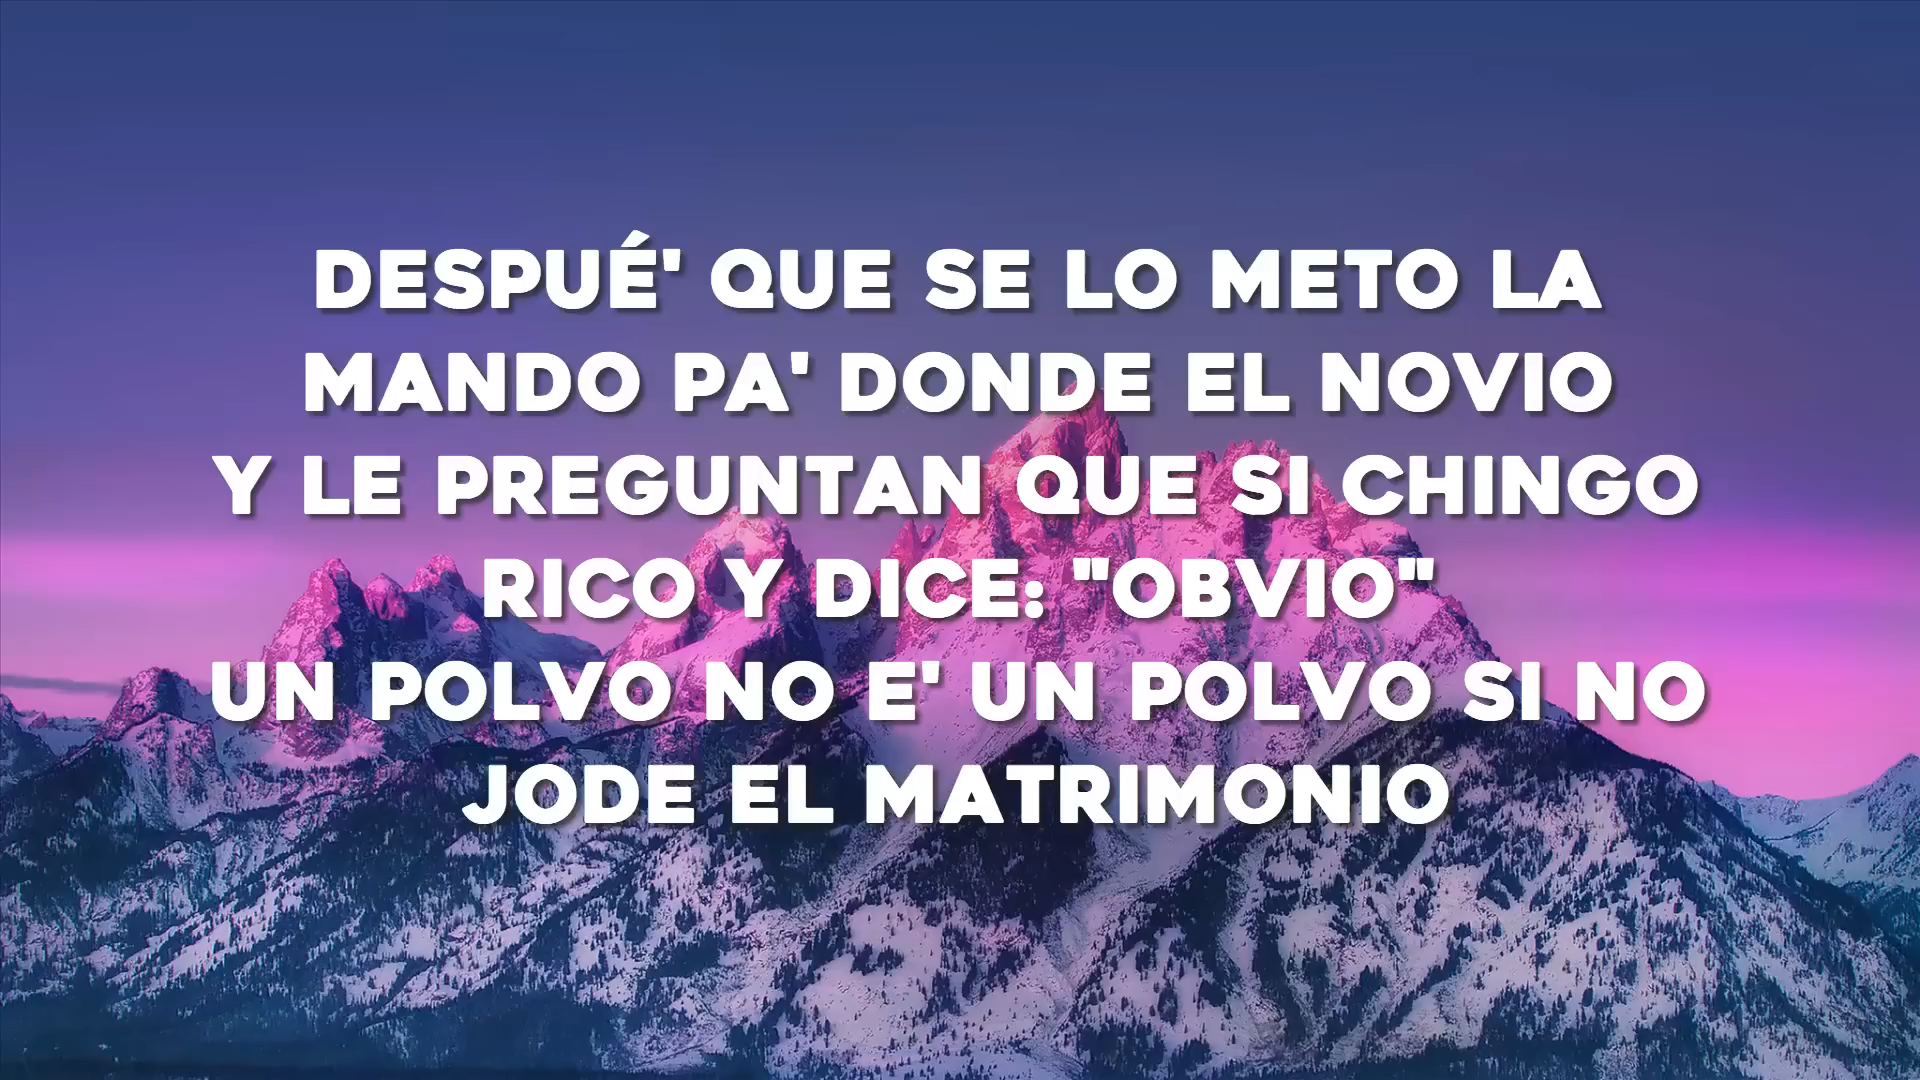 DESPUÉ' QUE SE LO METO LA
MANDO PA' DONDE EL NOVIO
Y LE PREGUNTAN QUE SI CHINGO
RICO Y DICE: "OBVIO"
UN POLVO NO E' UN POLVO SI NO
JODE EL MATRIMONIO